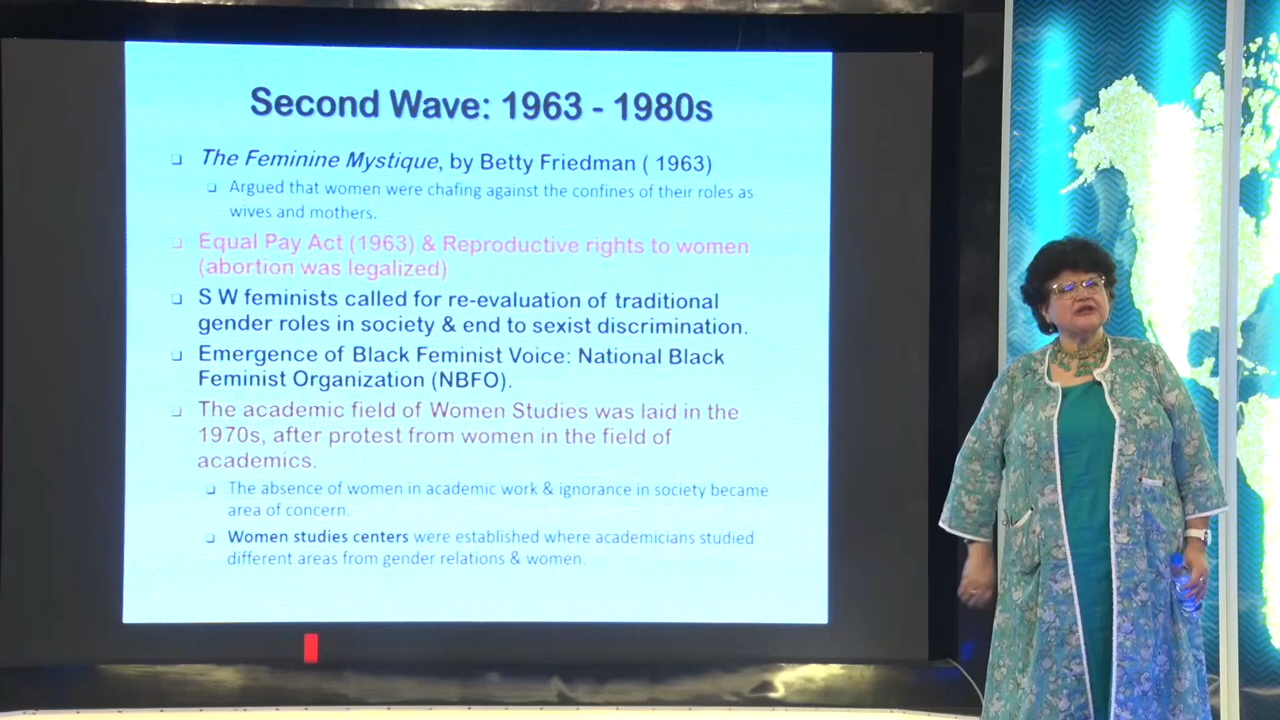 Second Wave: 1963 - 1980s
❑ The Feminine Mystique, by Betty Friedman ( 1963)
❑ Argued that women were chafing against the confines of their roles as
wives and mothers.
❑ Equal Pay Act (1963) & Reproductive rights to women
(abortion was legalized)
❑ S W feminists called for re-evaluation of traditional
gender roles in society & end to sexist discrimination.
❑ Emergence of Black Feminist Voice: National Black
Feminist Organization (NBFO).
❑ The academic field of Women Studies was laid in the
1970s, after protest from women in the field of
academics.
❑ The absence of women in academic work & ignorance in society became
area of concern.
❑ Women studies centers were established where academicians studied
different areas from gender relations & women.